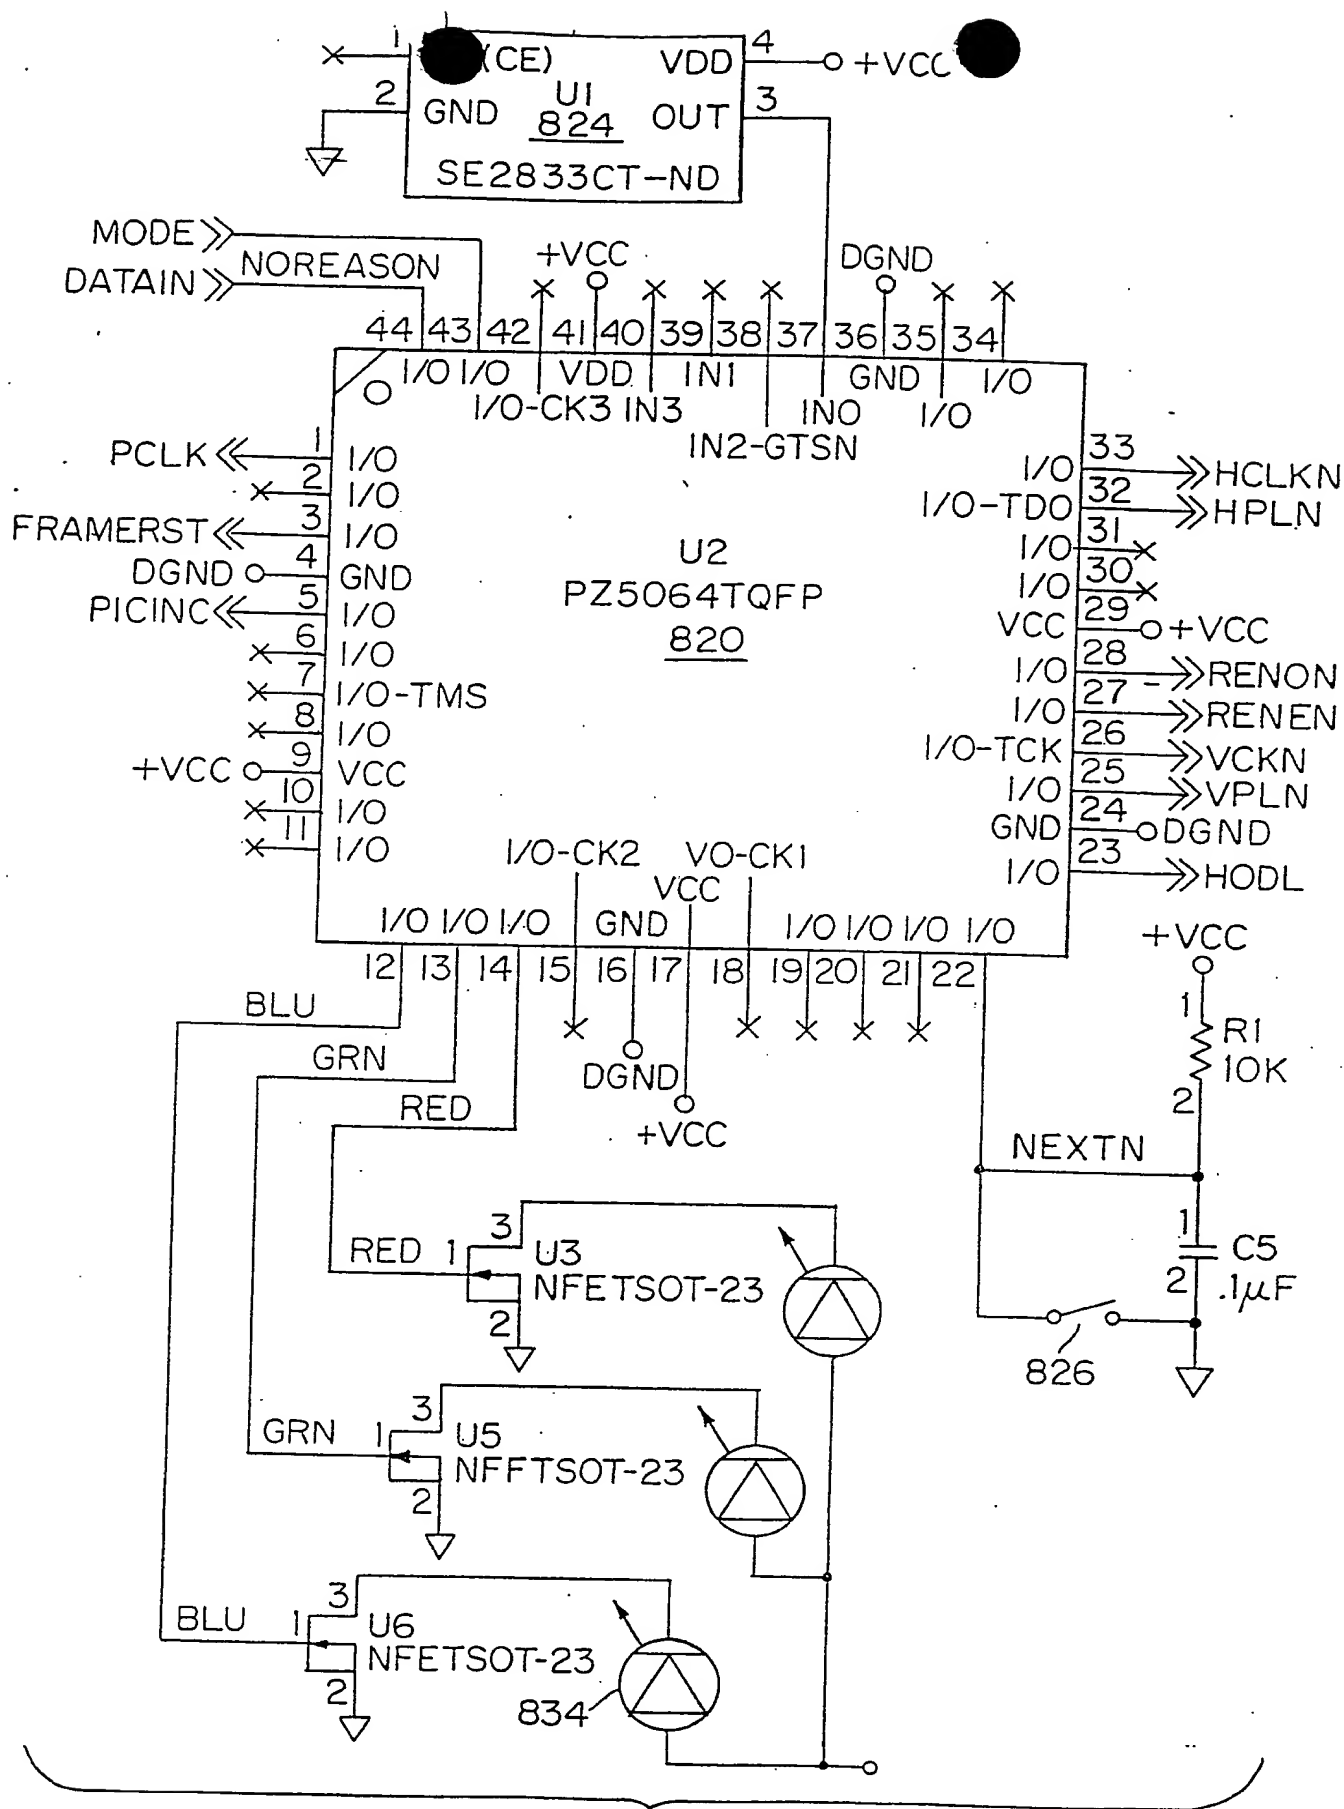 1 (CE) VDD 4 +VCC
2 GND U1 OUT 3
824
SE2833CT-ND
MODE
DATAIN NOREASON
+VCC DGND
44 43 42 41 40 39 38 37 36 35 34
I/O I/O VDD IN1 GND I/O
I/O-CK3 IN3 IN0 I/O
IN2-GTSN
PCLK 1 I/O
2 I/O
FRAMERST 3 I/O
DGND 4 GND
PICINC 5 I/O
6 I/O
7 I/O-TMS
8 I/O
+VCC 9 VCC
10 I/O
11 I/O
U2
PZ5064TQFP
820
I/O 33 HCLKN
I/O-TDO 32 HPLN
I/O 31
I/O 30
VCC 29 +VCC
I/O 28 RENON
I/O 27 RENEN
I/O-TCK 26 VCKN
I/O 25 VPLN
GND 24 DGND
I/O 23 HODL
I/O-CK2 VO-CK1
VCC
I/O I/O I/O GND I/O I/O I/O I/O
12 13 14 15 16 17 18 19 20 21 22
BLU
GRN
RED
DGND
+VCC
+VCC
1
R1
10K
2
NEXTN
1
C5
2
.1µF
826
RED 1 3 U3
NFETSOT-23
2
GRN 1 3 U5
NFFTSOT-23
2
BLU 1 3 U6
NFETSOT-23
2
834